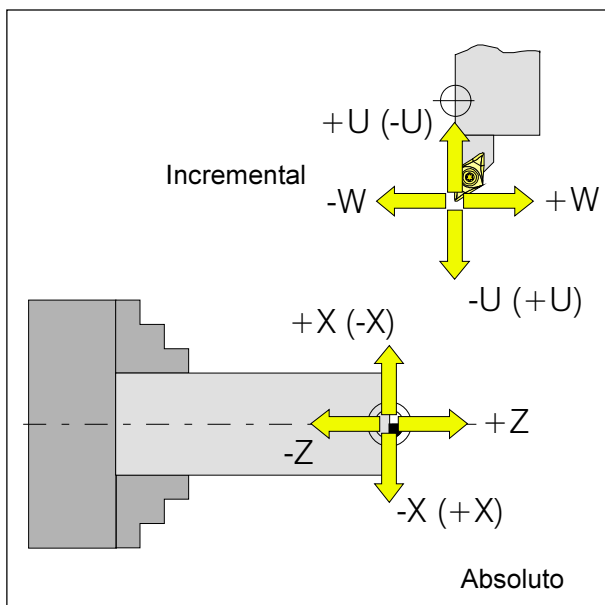 +U (-U)
Incremental
-W
+W
-U (+U)
+X (-X)
+Z
-Z
-X (+X)
Absoluto